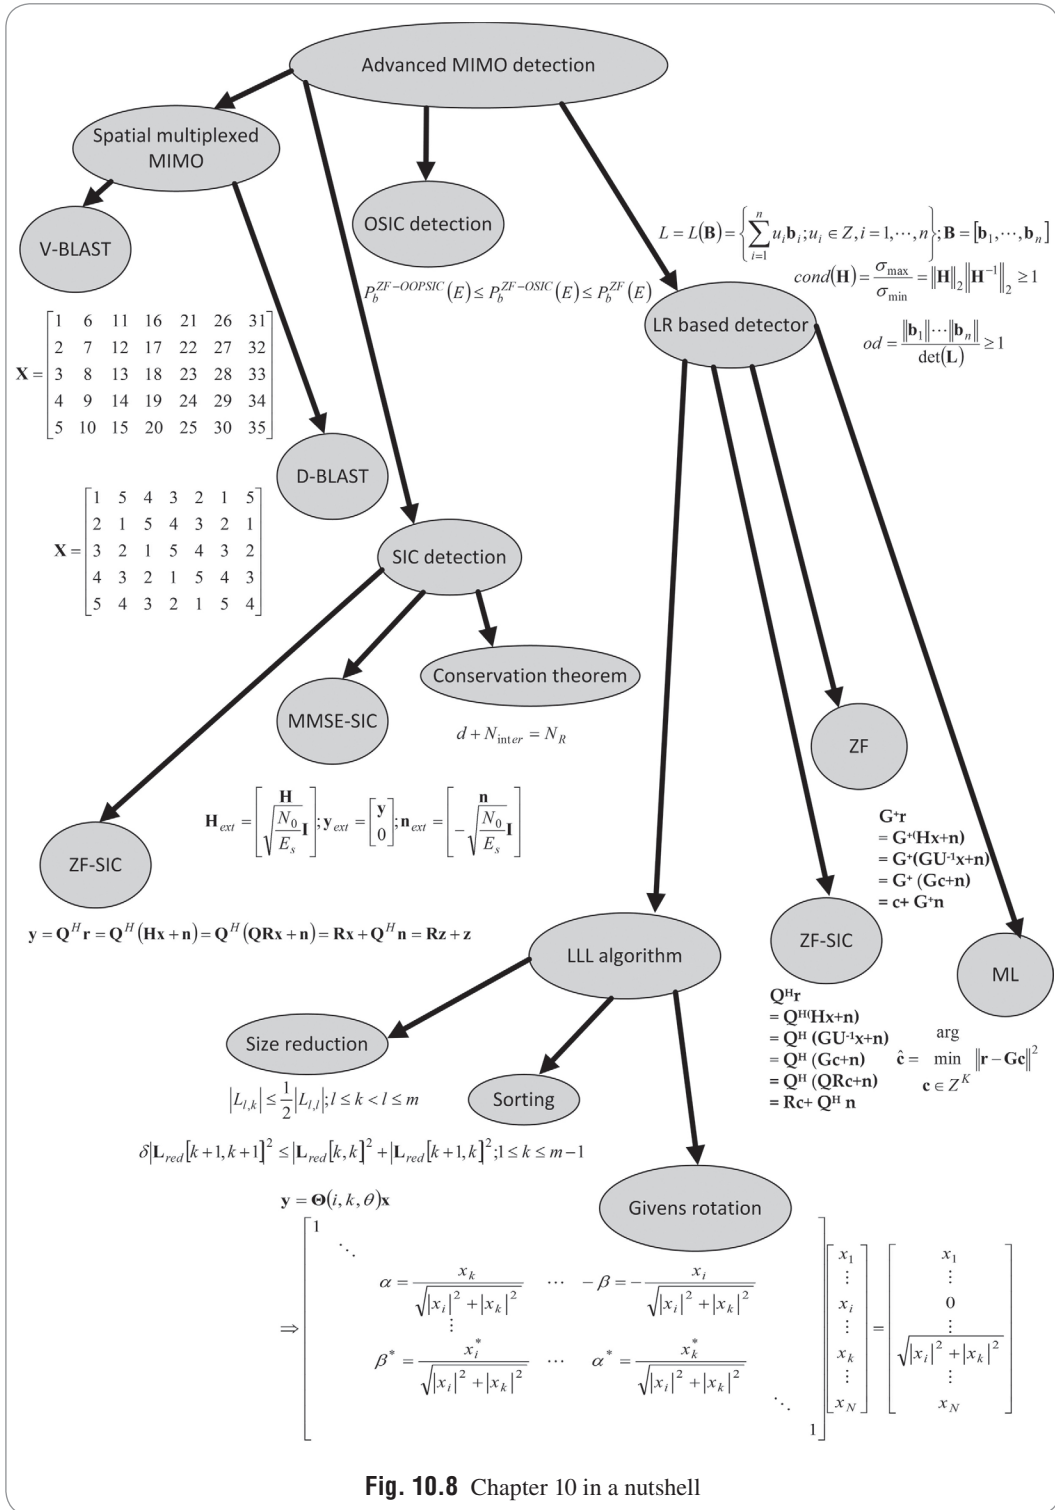 Advanced MIMO detection
Spatial multiplexed
MIMO
V-BLAST
OSIC detection
L = L(B) = {∑_{i=1}^{n} u_i b_i; u_i ∈ Z, i = 1,⋯,n}; B = [b_1,⋯,b_n]
cond(H) = σ_max/σ_min = ‖H‖_2 ‖H^{-1}‖_2 ≥ 1
P_b^{ZF-OOPSIC}(E) ≤ P_b^{ZF-OSIC}(E) ≤ P_b^{ZF}(E)
LR based detector
od = ‖b_1‖⋯‖b_n‖/det(L) ≥ 1
X =
1 6 11 16 21 26 31
2 7 12 17 22 27 32
3 8 13 18 23 28 33
4 9 14 19 24 29 34
5 10 15 20 25 30 35
D-BLAST
X =
1 5 4 3 2 1 5
2 1 5 4 3 2 1
3 2 1 5 4 3 2
4 3 2 1 5 4 3
5 4 3 2 1 5 4
SIC detection
Conservation theorem
d + N_inter = N_R
MMSE-SIC
ZF
H_ext = [H; √(N_0/E_s) I]; y_ext = [y; 0]; n_ext = [n; -√(N_0/E_s) I]
ZF-SIC
y = Q^H r = Q^H (Hx + n) = Q^H (QRx + n) = Rx + Q^H n = Rz + z
G⁺r
= G⁺⁽Hx+n)
= G⁺(GU⁻¹x+n)
= G⁺ (Gc+n)
= c+ G⁺n
ZF-SIC
ML
LLL algorithm
Q^H r
= Q^H⁽Hx+n)
= Q^H (GU⁻¹x+n)
= Q^H (Gc+n)
= Q^H (QRc+n)
= Rc+ Q^H n
ĉ = arg min_{c ∈ Z^K} ‖r − Gc‖^2
Size reduction
|L_{l,k}| ≤ 1/2 |L_{l,l}|; l ≤ k < l ≤ m
Sorting
δ|L_red[k+1,k+1]|^2 ≤ |L_red[k,k]|^2 + |L_red[k+1,k]|^2; 1 ≤ k ≤ m−1
Givens rotation
y = Θ(i, k, θ)x
⇒ [1
⋱
α = x_k/√(|x_i|^2 + |x_k|^2) ⋯ −β = −x_i/√(|x_i|^2 + |x_k|^2)
⋮
β* = x_i*/√(|x_i|^2 + |x_k|^2) ⋯ α* = x_k*/√(|x_i|^2 + |x_k|^2)
⋱
1]
[x_1 ⋮ x_i ⋮ x_k ⋮ x_N] = [x_1 ⋮ 0 ⋮ √(|x_i|^2 + |x_k|^2) ⋮ x_N]
Fig. 10.8 Chapter 10 in a nutshell